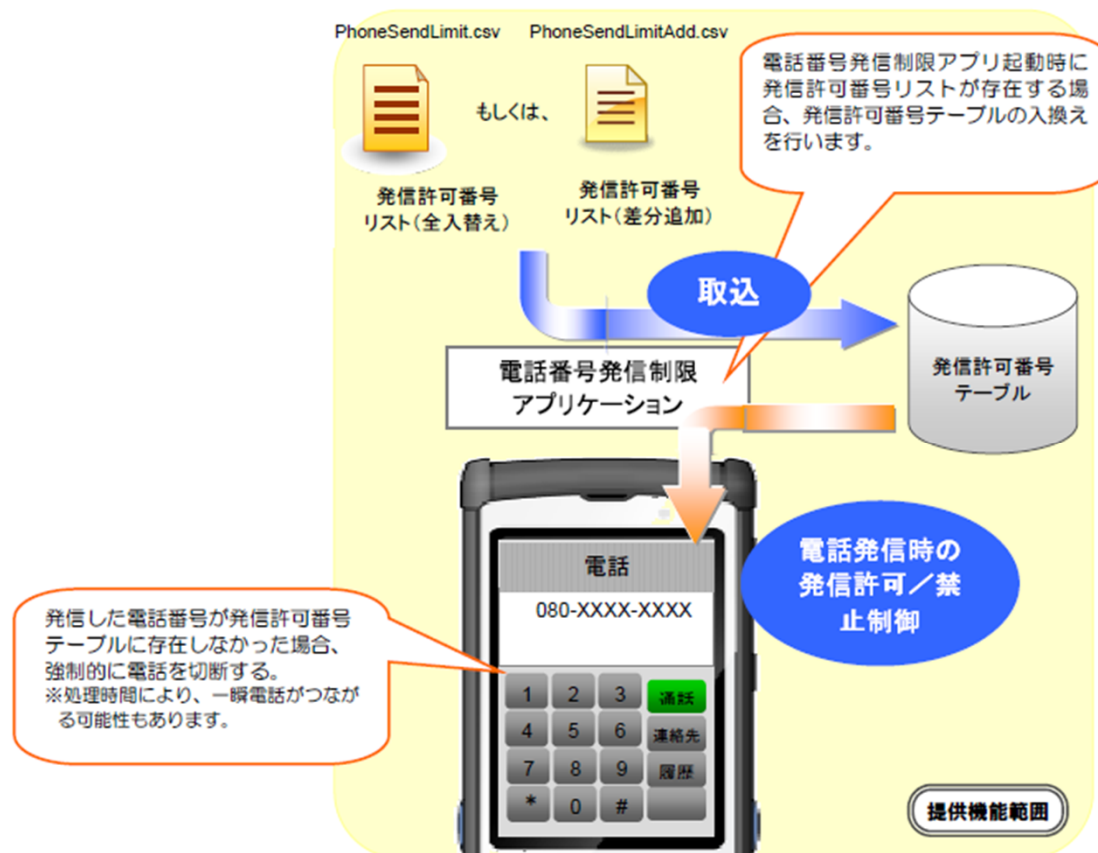 PhoneSendLimit.csv
PhoneSendLimitAdd.csv
もしくは、
発信許可番号
リスト(全入替え)
発信許可番号
リスト(差分追加)
電話番号発信制限アプリ起動時に
発信許可番号リストが存在する場
合、発信許可番号テーブルの入換え
を行います。
取込
電話番号発信制限
アプリケーション
発信許可番号
テーブル
電話
080-XXXX-XXXX
電話発信時の
発信許可／禁
止制御
発信した電話番号が発信許可番号
テーブルに存在しなかった場合、
強制的に電話を切断する。
※処理時間により、一瞬電話がつなが
る可能性もあります。
1 2 3 通話
4 5 6 連絡先
7 8 9 履歴
* 0 #
提供機能範囲